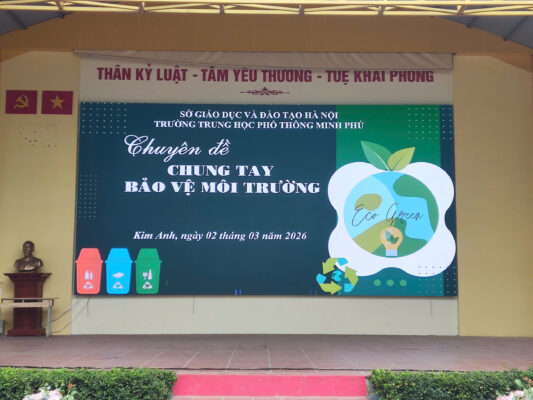 THÂN KỶ LUẬT - TÂM YÊU THƯƠNG - TUỆ KHAI PHÓNG
SỞ GIÁO DỤC VÀ ĐÀO TẠO HÀ NỘI
TRƯỜNG TRUNG HỌC PHỔ THÔNG MINH PHÚ
Chuyên đề
CHUNG TAY
BẢO VỆ MÔI TRƯỜNG
Eco Green
Kim Anh, ngày 02 tháng 03 năm 2026